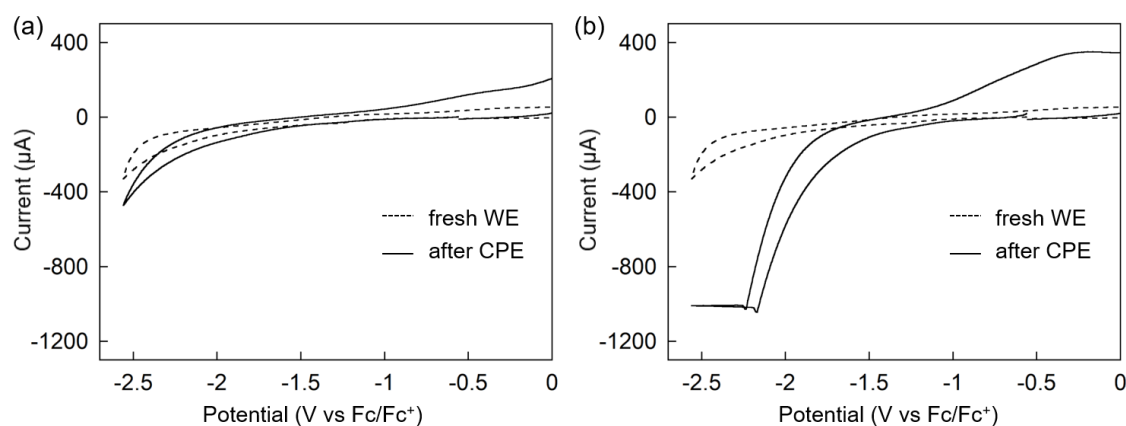 (a)
400
0
-400
-800
-1200
Current (µA)
fresh WE
after CPE
-2.5 -2 -1.5 -1 -0.5 0
Potential (V vs Fc/Fc⁺)
(b)
400
0
-400
-800
-1200
Current (µA)
fresh WE
after CPE
-2.5 -2 -1.5 -1 -0.5 0
Potential (V vs Fc/Fc⁺)